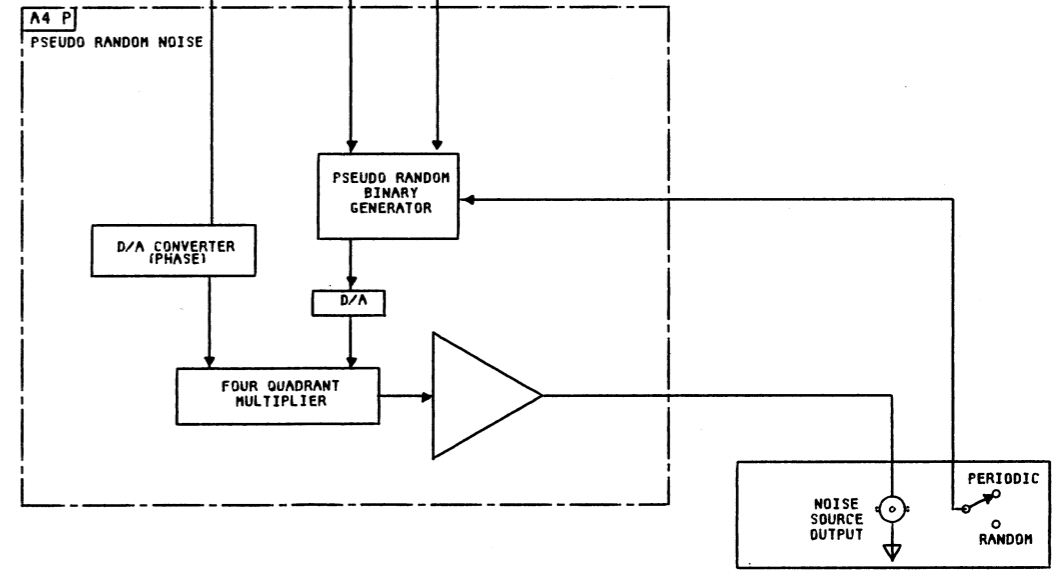 A4 P
PSEUDO RANDOM NOISE
PSEUDO RANDOM
BINARY
GENERATOR
D/A CONVERTER
(PHASE)
D/A
FOUR QUADRANT
MULTIPLIER
PERIODIC
NOISE
SOURCE
OUTPUT
RANDOM